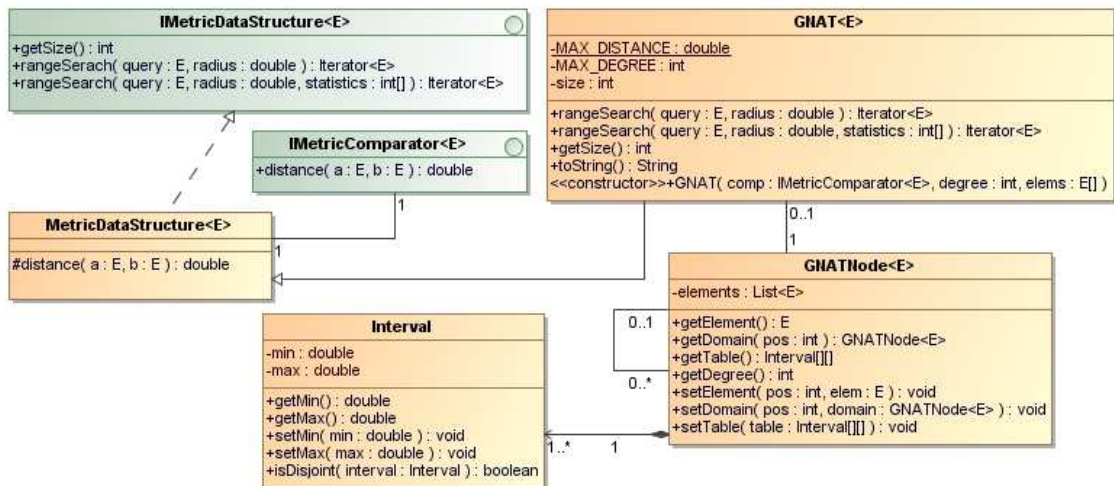 IMetricDataStructure<E>
+getSize() : int
+rangeSerach( query : E, radius : double ) : Iterator<E>
+rangeSearch( query : E, radius : double, statistics : int[] ) : Iterator<E>
IMetricComparator<E>
+distance( a : E, b : E ) : double
1
MetricDataStructure<E>
1
#distance( a : E, b : E ) : double
GNAT<E>
-MAX_DISTANCE : double
-MAX_DEGREE : int
-size : int
+rangeSearch( query : E, radius : double ) : Iterator<E>
+rangeSearch( query : E, radius : double, statistics : int[] ) : Iterator<E>
+getSize() : int
+toString() : String
<<constructor>>+GNAT( comp : IMetricComparator<E>, degree : int, elems : E[] )
0..1
1
GNATNode<E>
-elements : List<E>
0..1
0..*
+getElement() : E
+getDomain( pos : int ) : GNATNode<E>
+getTable() : Interval[][]
+getDegree() : int
+setElement( pos : int, elem : E ) : void
+setDomain( pos : int, domain : GNATNode<E> ) : void
+setTable( table : Interval[][] ) : void
Interval
-min : double
-max : double
+getMin() : double
+getMax() : double
+setMin( min : double ) : void
+setMax( max : double ) : void
+isDisjoint( interval : Interval ) : boolean
1..*
1